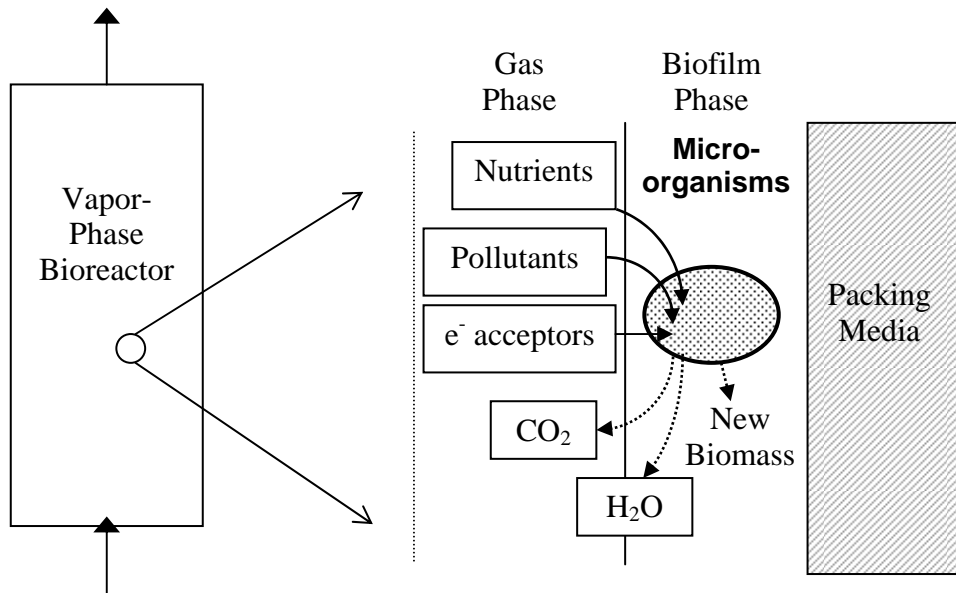 Vapor-
Phase
Bioreactor
Gas
Phase
Biofilm
Phase
Micro-
organisms
Nutrients
Pollutants
e⁻ acceptors
CO₂
H₂O
New
Biomass
Packing
Media